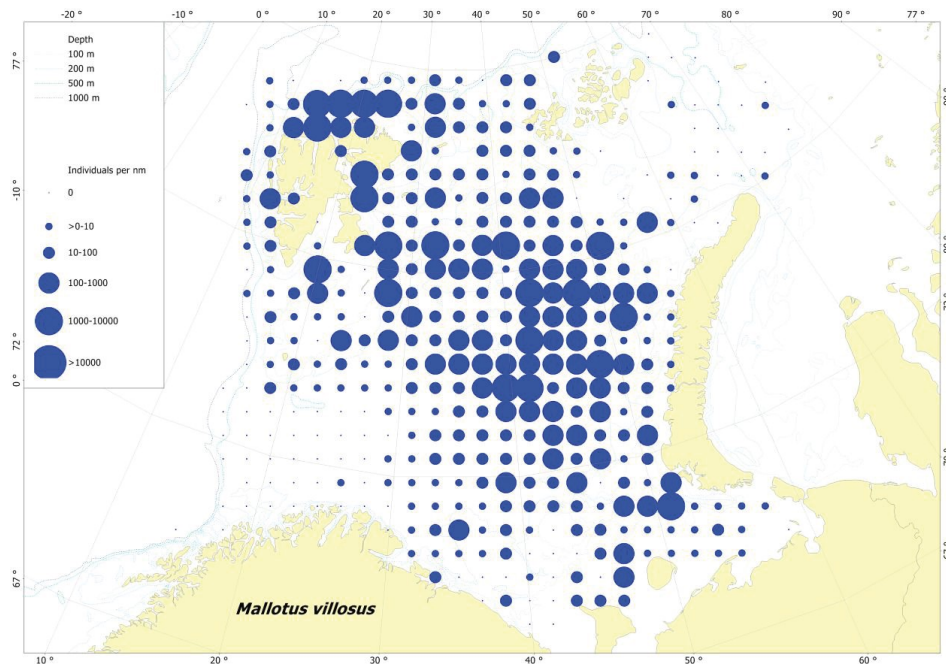 -20 ° -10 ° 0 ° 10 ° 20 ° 30 ° 40 ° 50 ° 60 ° 70 ° 80 ° 90 ° 77 °
77 °
Depth
100 m
200 m
500 m
1000 m
Individuals per nm
0
>0-10
10-100
100-1000
1000-10000
>10000
-10 °
72 °
0 °
67 °
Mallotus villosus
10 ° 20 ° 30 ° 40 ° 50 ° 60 °